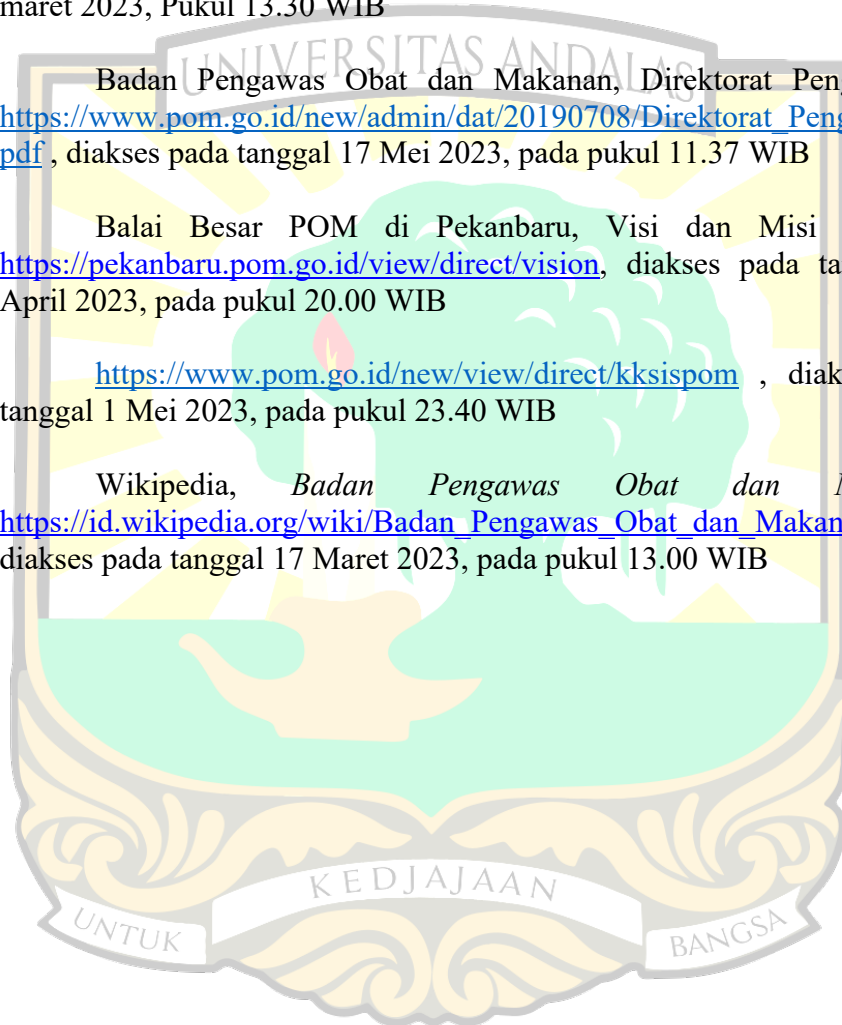 maret 2023, Pukul 13.30 WIB
UNIVERSITAS ANDALAS
Badan Pengawas Obat dan Makanan, Direktorat
https://www.pom.go.id/new/admin/dat/20190708/Direktorat_Peng
pdf , diakses pada tanggal 17 Mei 2023, pada pukul 11.37 WIB
Balai Besar POM di Pekanbaru, Visi dan Misi
https://pekanbaru.pom.go.id/view/direct/vision, diakses pada
April 2023, pada pukul 20.00 WIB
https://www.pom.go.id/new/view/direct/kksispom ,
tanggal 1 Mei 2023, pada pukul 23.40 WIB
Wikipedia, Badan Pengawas Obat dan
https://id.wikipedia.org/wiki/Badan_Pengawas_Obat_dan_Makan
diakses pada tanggal 17 Maret 2023, pada pukul 13.00 WIB
KEDJAJAAN
UNTUK
BANGSA